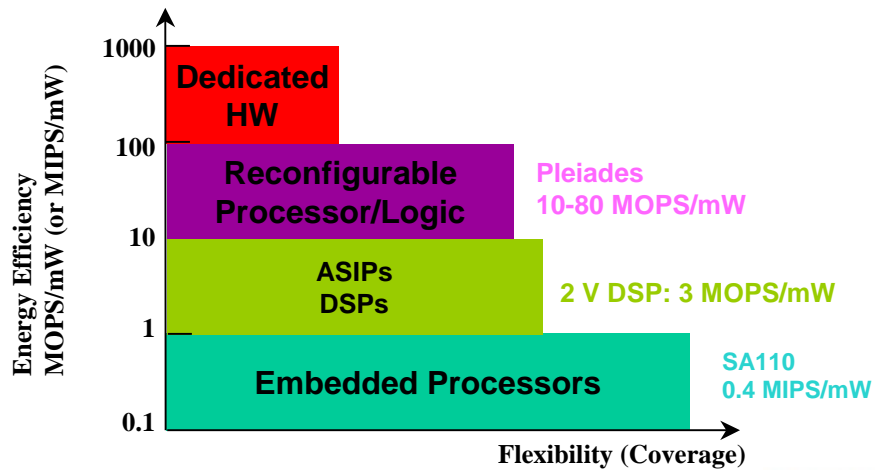 1000
Dedicated
HW
100
Reconfigurable
Processor/Logic
Pleiades
10-80 MOPS/mW
10
ASIPs
DSPs
2 V DSP: 3 MOPS/mW
1
Embedded Processors
SA110
0.4 MIPS/mW
0.1
Energy Efficiency
MOPS/mW (or MIPS/mW)
Flexibility (Coverage)